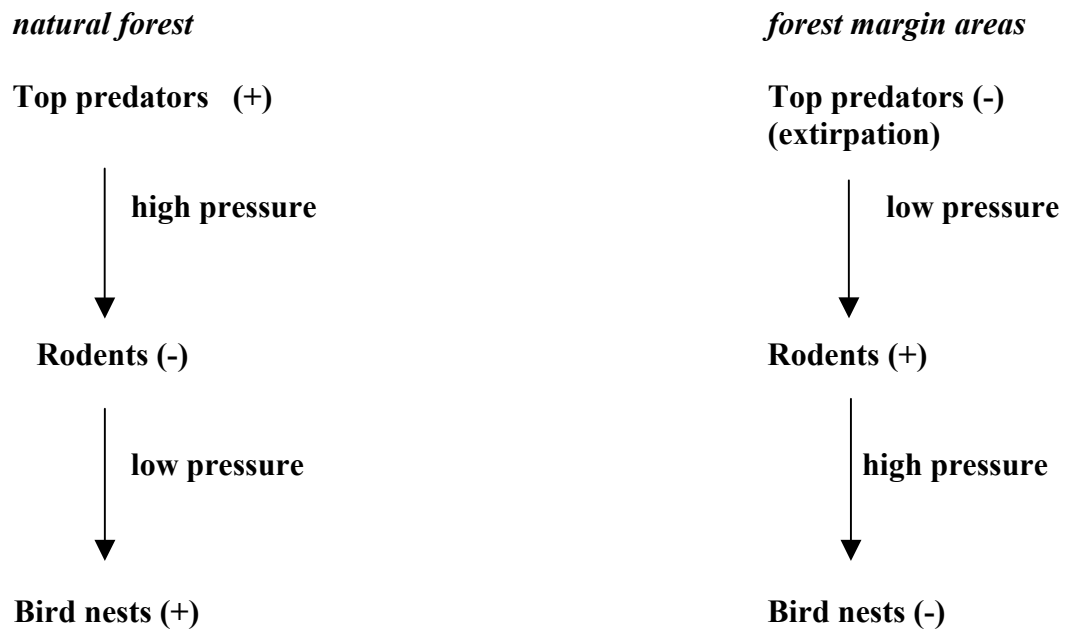 natural forest
Top predators (+)
high pressure
Rodents (-)
low pressure
Bird nests (+)
forest margin areas
Top predators (-)
(extirpation)
low pressure
Rodents (+)
high pressure
Bird nests (-)